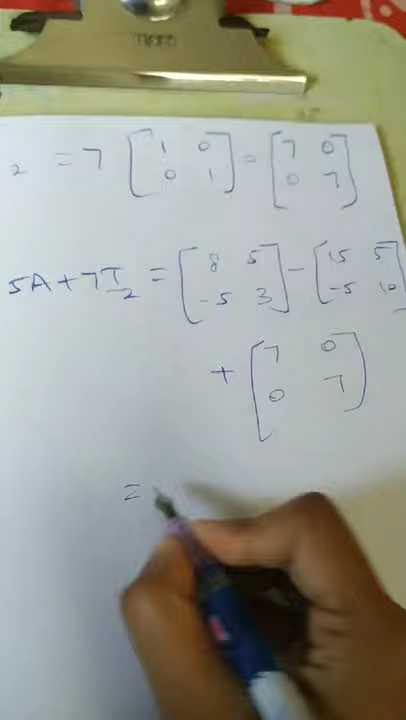 2 = 7 [1 0 0 1] = [7 0 0 7]
5A + 7I2 = [8 5 -5 3] - [15 5 -5 10]
+ [7 0 0 7]
=